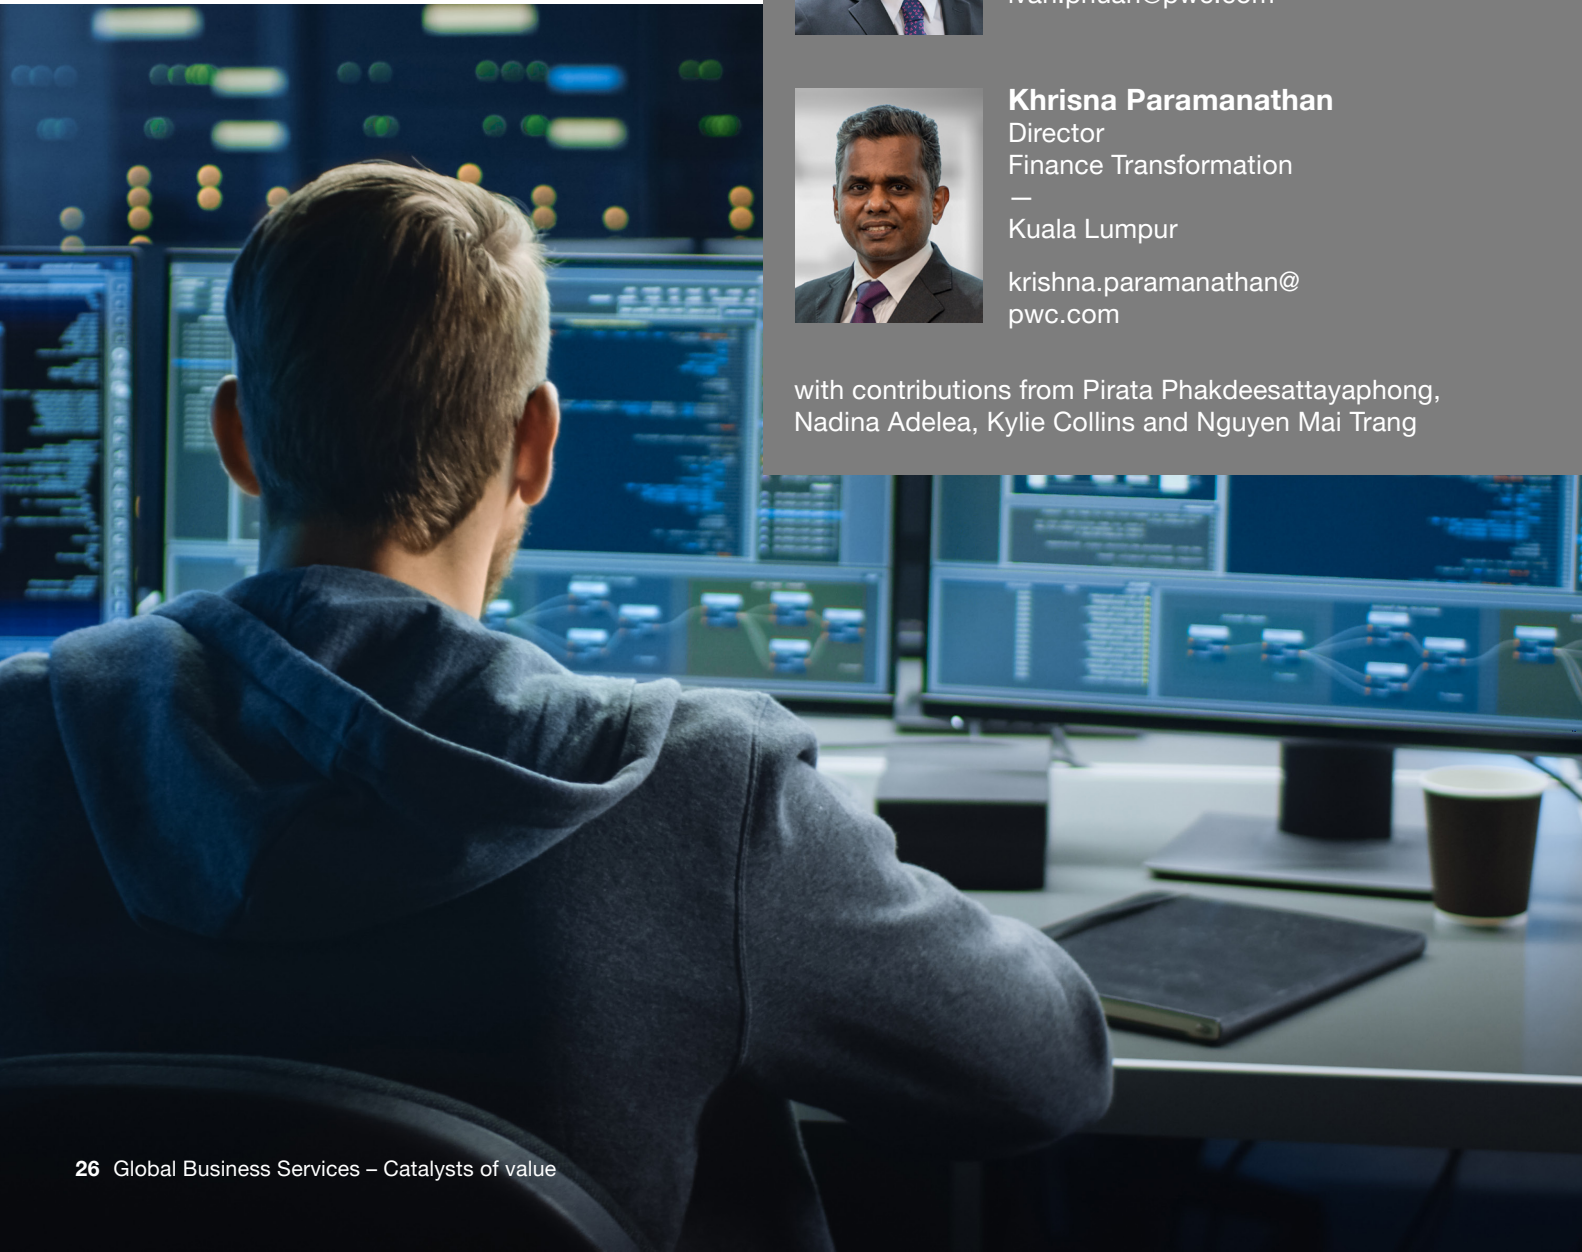 Khrisna Paramanathan
Director
Finance Transformation
—
Kuala Lumpur
krishna.paramanathan@
pwc.com
with contributions from Pirata Phakdeesattayaphong,
Nadina Adelea, Kylie Collins and Nguyen Mai Trang
26 Global Business Services – Catalysts of value